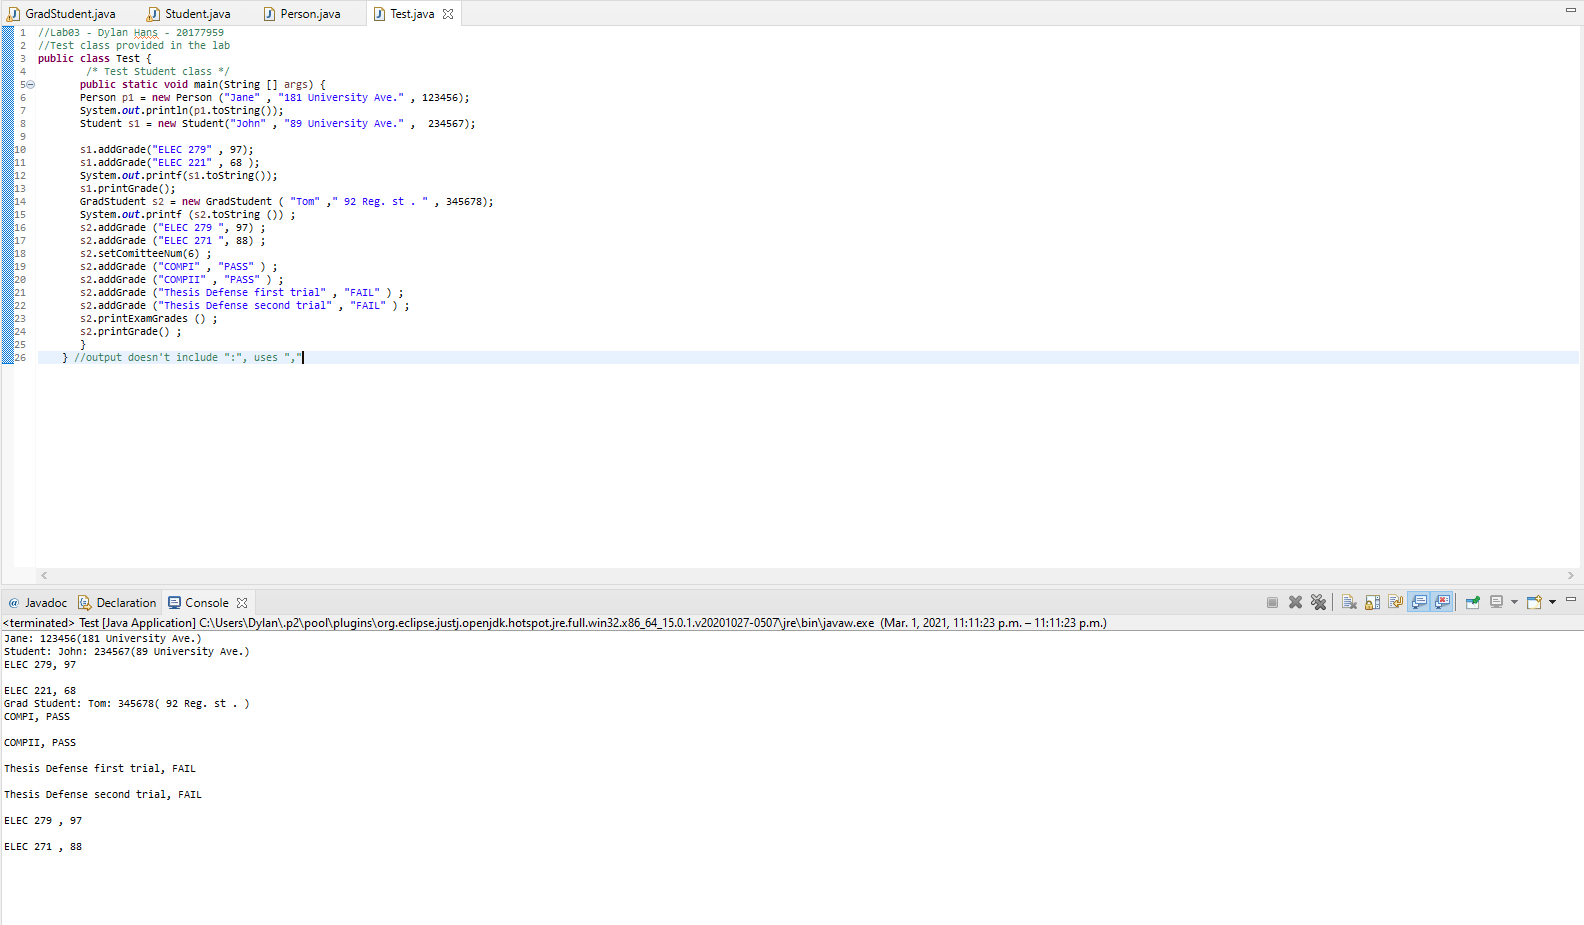 GradStudent.java Student.java Person.java Test.java
1 //Lab03 - Dylan Hans - 20177959
2 //Test class provided in the lab
3 public class Test {
4 /* Test Student class */
5 public static void main(String [] args) {
6 Person p1 = new Person ("Jane" , "181 University Ave." , 123456);
7 System.out.println(p1.toString());
8 Student s1 = new Student("John" , "89 University Ave." ,  234567);
9
10 s1.addGrade("ELEC 279" , 97);
11 s1.addGrade("ELEC 221" , 68 );
12 System.out.printf(s1.toString());
13 s1.printGrade();
14 GradStudent s2 = new GradStudent ( "Tom" ," 92 Reg. st . " , 345678);
15 System.out.printf (s2.toString ()) ;
16 s2.addGrade ("ELEC 279 ", 97) ;
17 s2.addGrade ("ELEC 271 ", 88) ;
18 s2.setComitteeNum(6) ;
19 s2.addGrade ("COMPI" , "PASS" ) ;
20 s2.addGrade ("COMPII" , "PASS" ) ;
21 s2.addGrade ("Thesis Defense first trial" , "FAIL" ) ;
22 s2.addGrade ("Thesis Defense second trial" , "FAIL" ) ;
23 s2.printExamGrades () ;
24 s2.printGrade() ;
25 }
26 } //output doesn't include ":", uses ","
@ Javadoc Declaration Console
<terminated> Test [Java Application] C:\Users\Dylan\.p2\pool\plugins\org.eclipse.justj.openjdk.hotspot.jre.full.win32.x86_64_15.0.1.v20201027-0507\jre\bin\javaw.exe (Mar. 1, 2021, 11:11:23 p.m. – 11:11:23 p.m.)
Jane: 123456(181 University Ave.)
Student: John: 234567(89 University Ave.)
ELEC 279, 97
ELEC 221, 68
Grad Student: Tom: 345678( 92 Reg. st . )
COMPI, PASS
COMPII, PASS
Thesis Defense first trial, FAIL
Thesis Defense second trial, FAIL
ELEC 279 , 97
ELEC 271 , 88